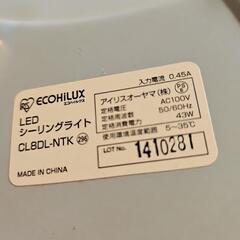 ECOHiLUX
エコハイルクス
LED
シーリングライト
CL8DL-NTK 296
MADE IN CHINA
入力電流 0.45A
アイリスオーヤマ(株)
PS
E
定格電圧 AC100V
定格周波数 50/60Hz
定格消費電力 43W
使用環境温度範囲 5~35℃
LOT No. 141028I